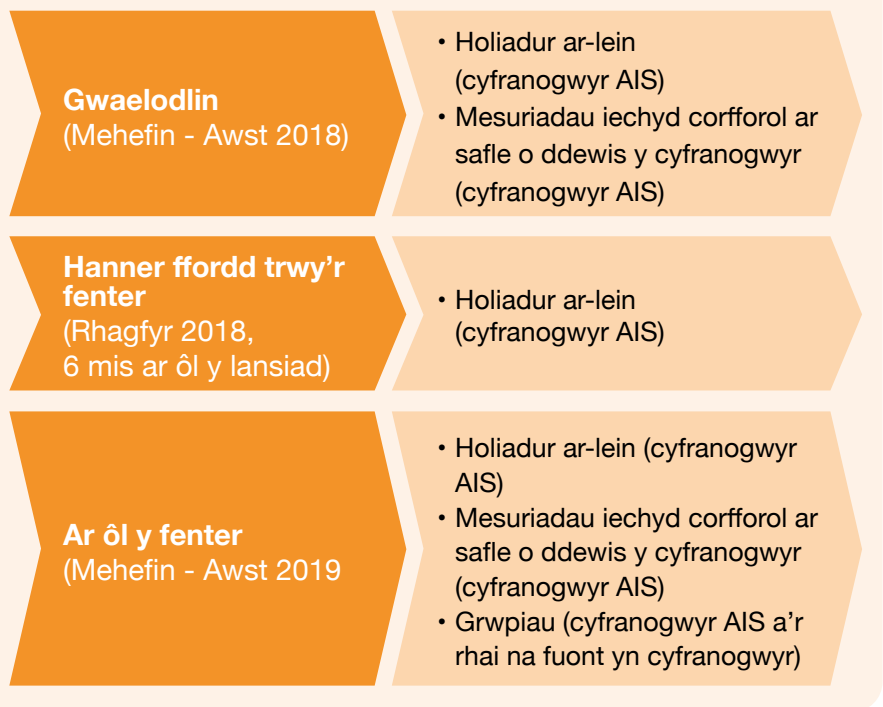 Gwaelodlin
(Mehefin - Awst 2018)
• Holiadur ar-lein
(cyfranogwyr AIS)
• Mesuriadau iechyd corfforol ar
safle o ddewis y cyfranogwyr
(cyfranogwyr AIS)
Hanner ffordd trwy’r
fenter
(Rhagfyr 2018,
6 mis ar ôl y lansiad)
• Holiadur ar-lein
(cyfranogwyr AIS)
Ar ôl y fenter
(Mehefin - Awst 2019
• Holiadur ar-lein (cyfranogwyr
AIS)
• Mesuriadau iechyd corfforol ar
safle o ddewis y cyfranogwyr
(cyfranogwyr AIS)
• Grwpiau (cyfranogwyr AIS a’r
rhai na fuont yn cyfranogwyr)